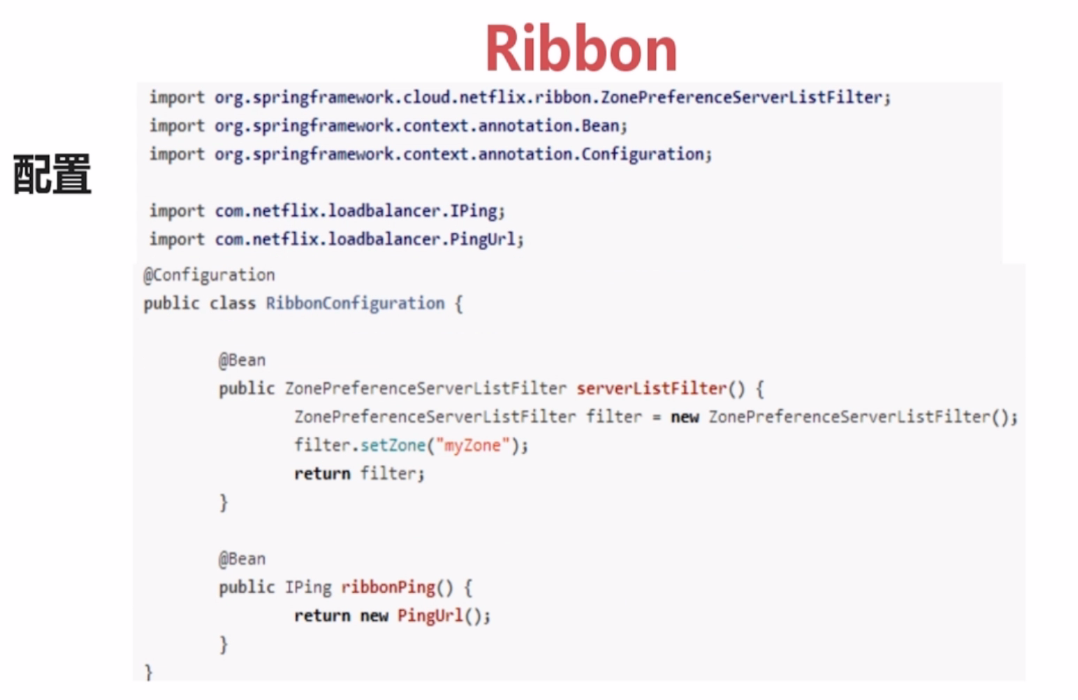 Ribbon
配置
import org.springframework.cloud.netflix.ribbon.ZonePreferenceServerListFilter;
import org.springframework.context.annotation.Bean;
import org.springframework.context.annotation.Configuration;
import com.netflix.loadbalancer.IPing;
import com.netflix.loadbalancer.PingUrl;
@Configuration
public class RibbonConfiguration {
@Bean
public ZonePreferenceServerListFilter serverListFilter() {
ZonePreferenceServerListFilter filter = new ZonePreferenceServerListFilter();
filter.setZone("myZone");
return filter;
}
@Bean
public IPing ribbonPing() {
return new PingUrl();
}
}